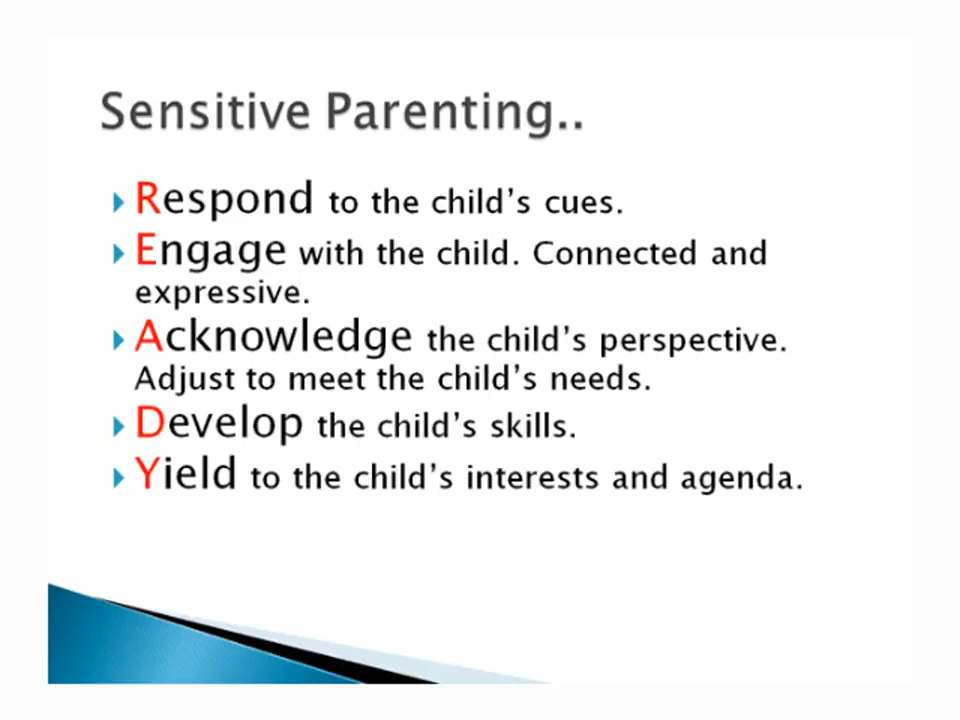 Sensitive Parenting..
Respond to the child's cues.
Engage with the child. Connected and
expressive.
Acknowledge the child's perspective.
Adjust to meet the child's needs.
Develop the child's skills.
Yield to the child's interests and agenda.